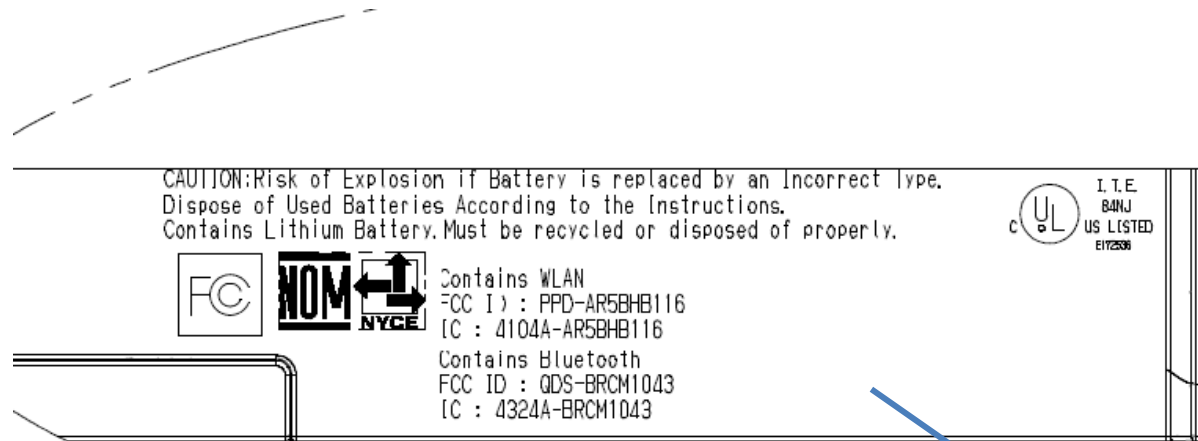 CAUTION:Risk of Explosion if Battery is replaced by an Incorrect Type.
Dispose of Used Batteries According to the Instructions.
Contains Lithium Battery. Must be recycled or disposed of properly.
FC
NOM
NYCE
Contains WLAN
FCC ID : PPD-AR5BHB116
IC : 4104A-AR5BHB116
Contains Bluetooth
FCC ID : QDS-BRCM1043
IC : 4324A-BRCM1043
C UL US LISTED
I.T.E.
84NJ
E172536